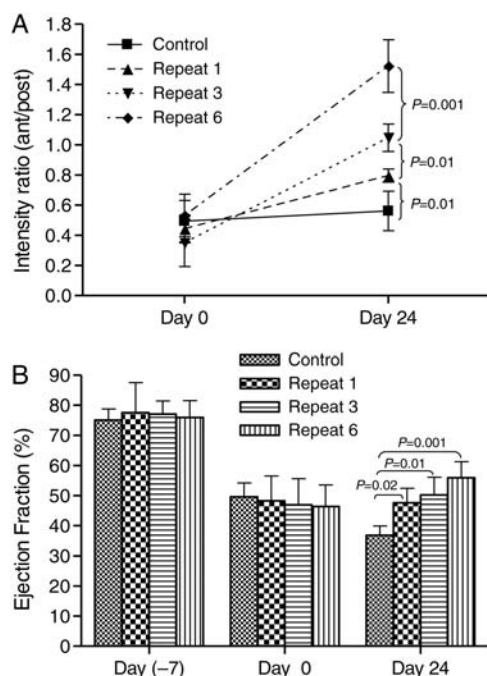 A
Control
Repeat 1
Repeat 3
Repeat 6
Intensity ratio (ant/post)
1.8
1.6
1.4
1.2
1.0
0.8
0.6
0.4
0.2
0.0
P=0.001
P=0.01
P=0.01
Day 0
Day 24
B
Control
Repeat 1
Repeat 3
Repeat 6
Ejection Fraction (%)
90
80
70
60
50
40
30
20
10
0
P=0.001
P=0.01
P=0.02
Day (–7)
Day 0
Day 24